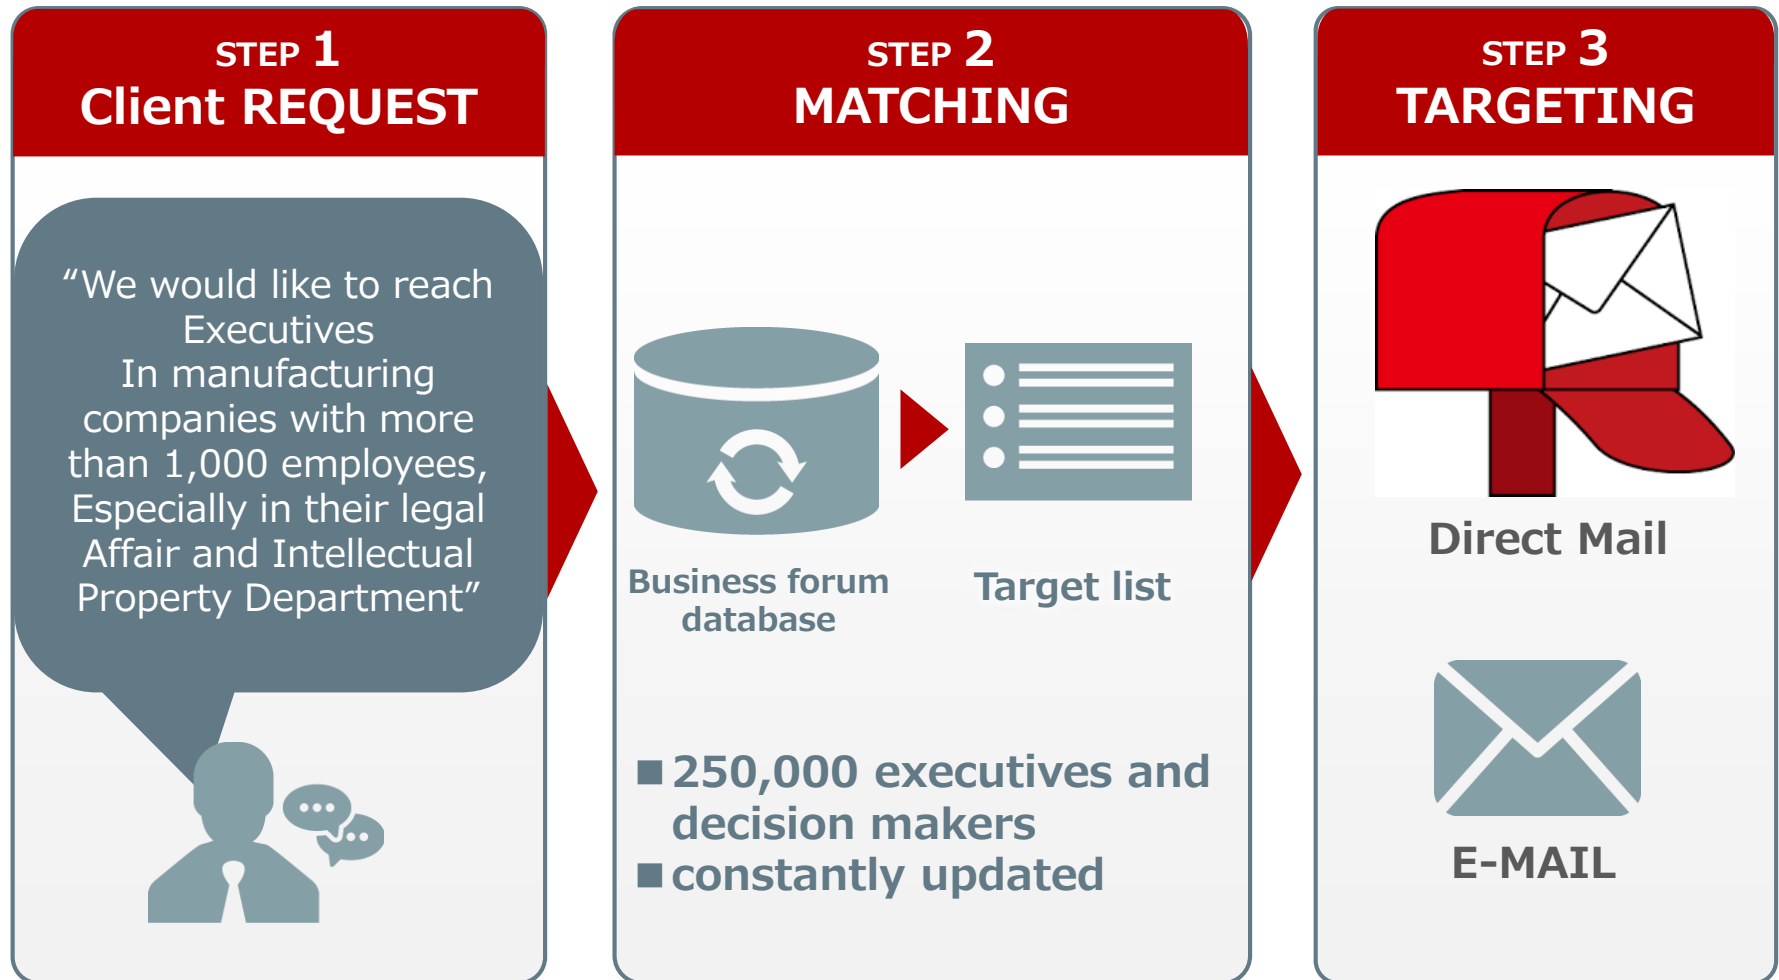 STEP 1
Client REQUEST
“We would like to reach
Executives
In manufacturing
companies with more
than 1,000 employees,
Especially in their legal
Affair and Intellectual
Property Department”
STEP 2
MATCHING
Business forum
database
Target list
■250,000 executives and
decision makers
■constantly updated
STEP 3
TARGETING
Direct Mail
E-MAIL